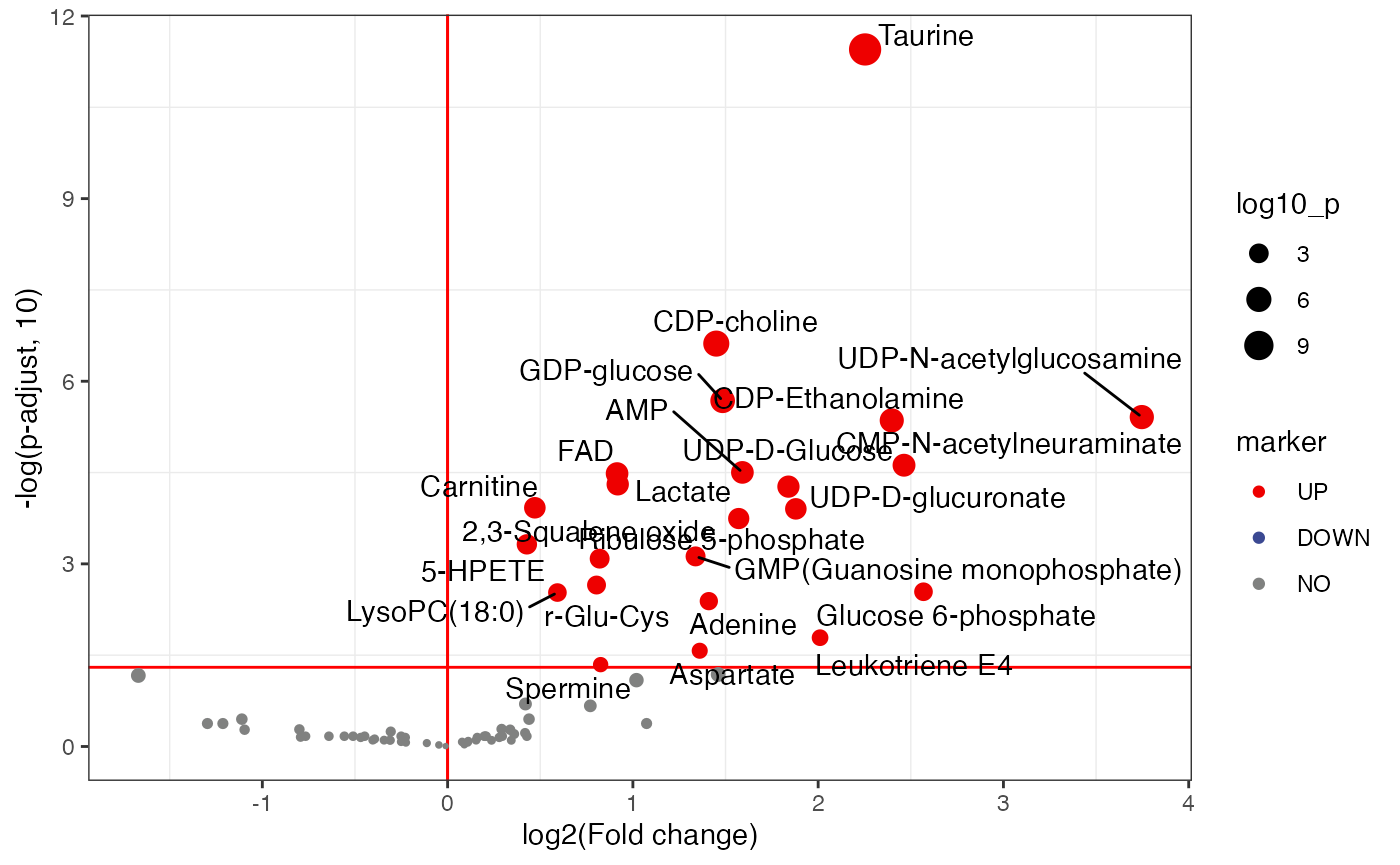 12
9
6
3
0
-log(p-adjust, 10)
Taurine
CDP-choline
UDP-N-acetylglucosamine
GDP-glucose
CDP-Ethanolamine
AMP
CMP-N-acetylneuraminate
FAD
UDP-D-Glucose
Carnitine
Lactate
UDP-D-glucuronate
2,3-Squalene oxide
Ribulose 5-phosphate
5-HPETE
GMP(Guanosine monophosphate)
LysoPC(18:0)
r-Glu-Cys
Adenine
Glucose 6-phosphate
Aspartate
Leukotriene E4
Spermine
-1
0
1
2
3
4
log2(Fold change)
log10_p
3
6
9
marker
UP
DOWN
NO